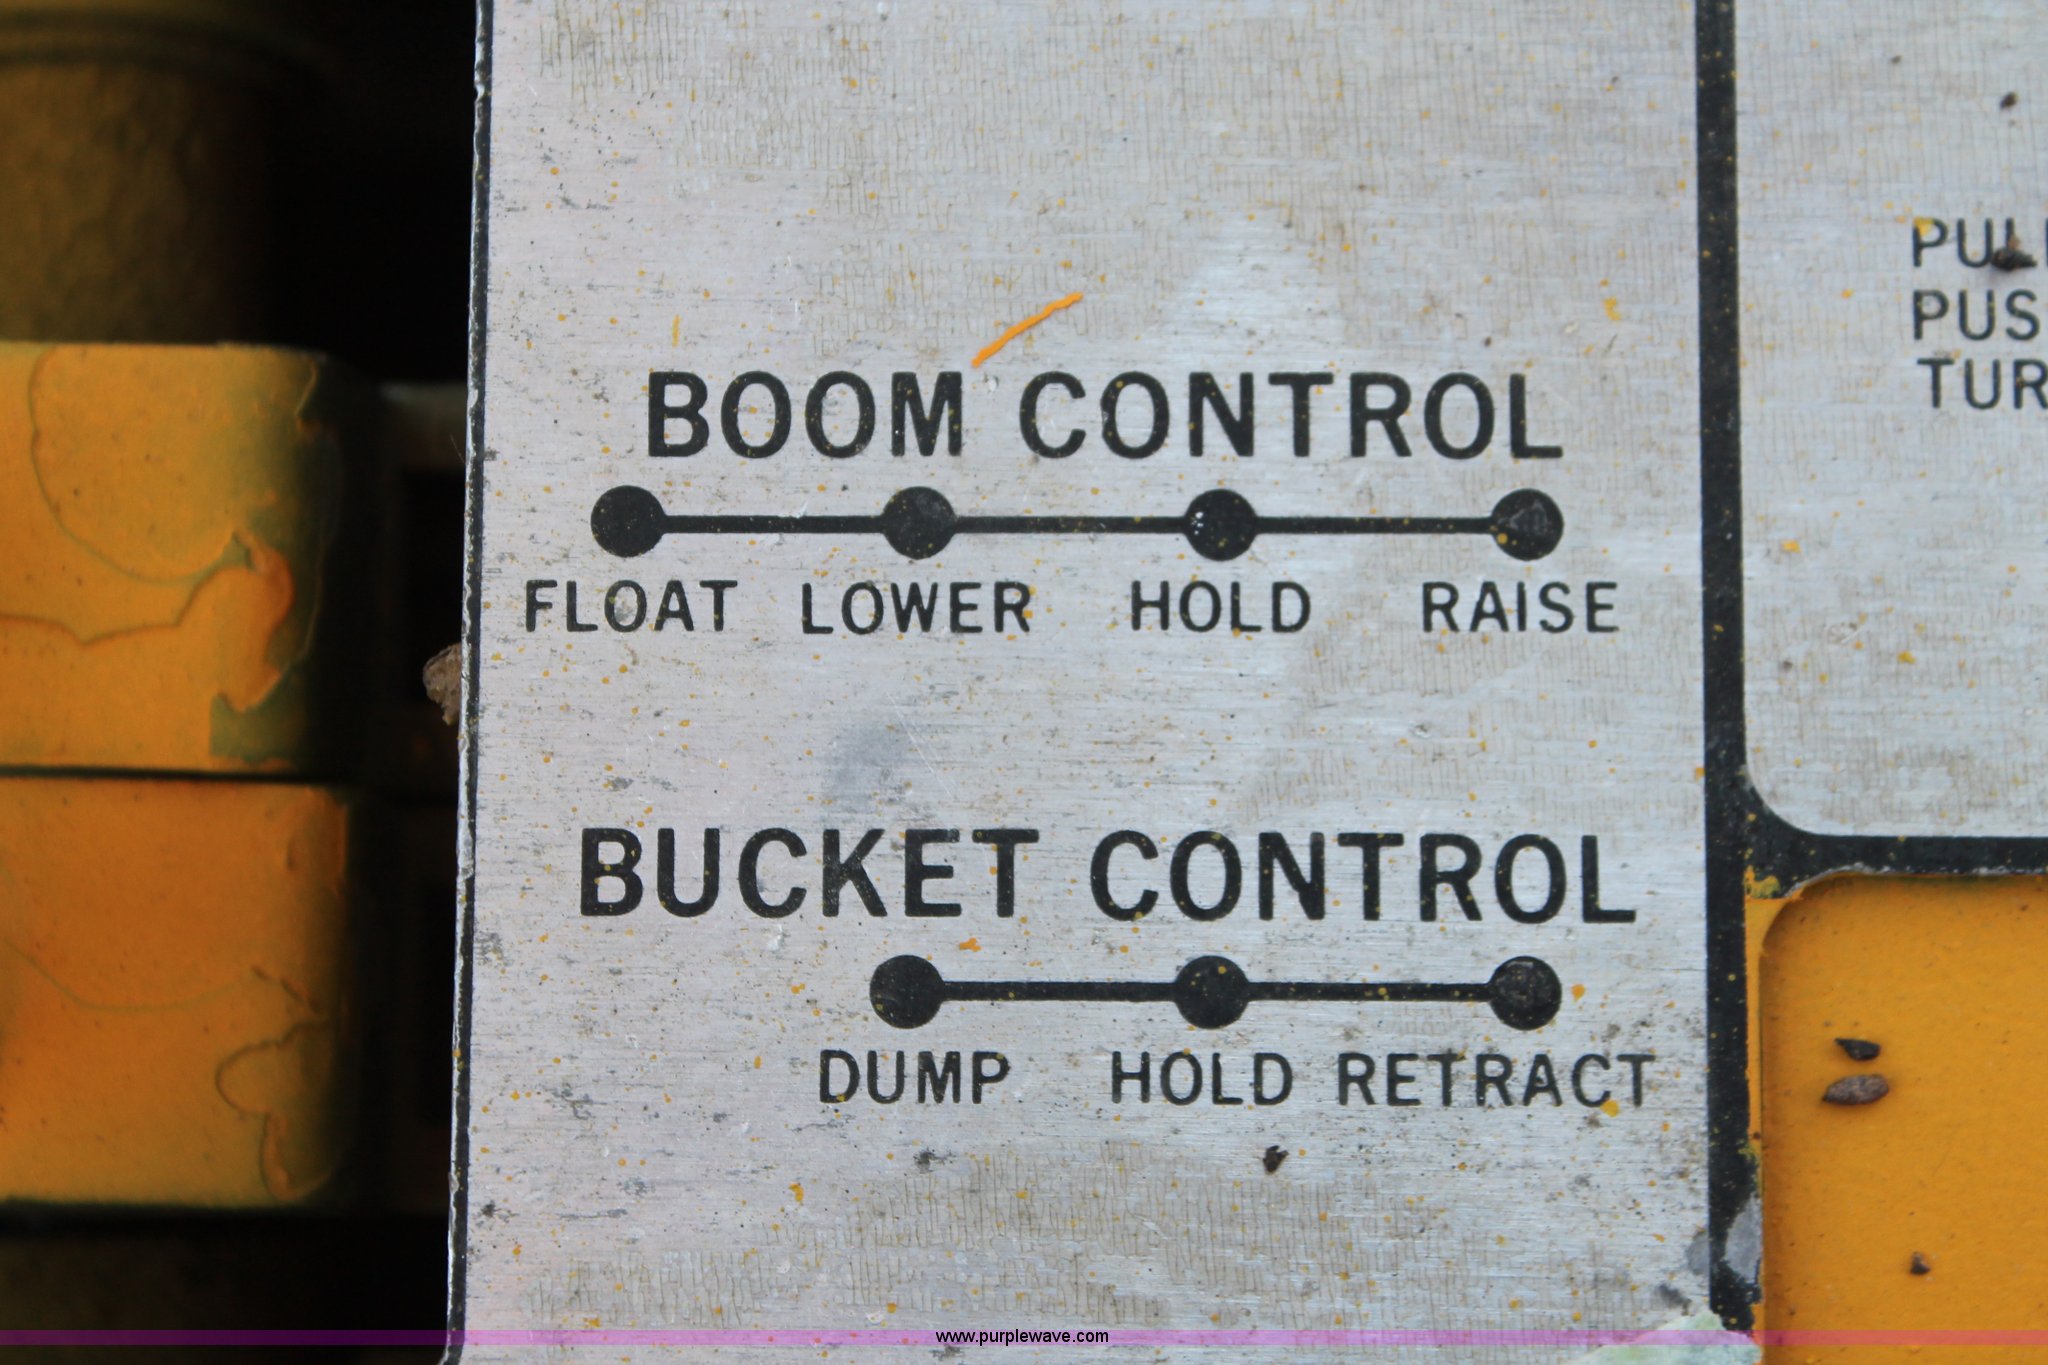 BOOM CONTROL
FLOAT LOWER HOLD RAISE
BUCKET CONTROL
DUMP HOLD RETRACT
www.purplewave.com